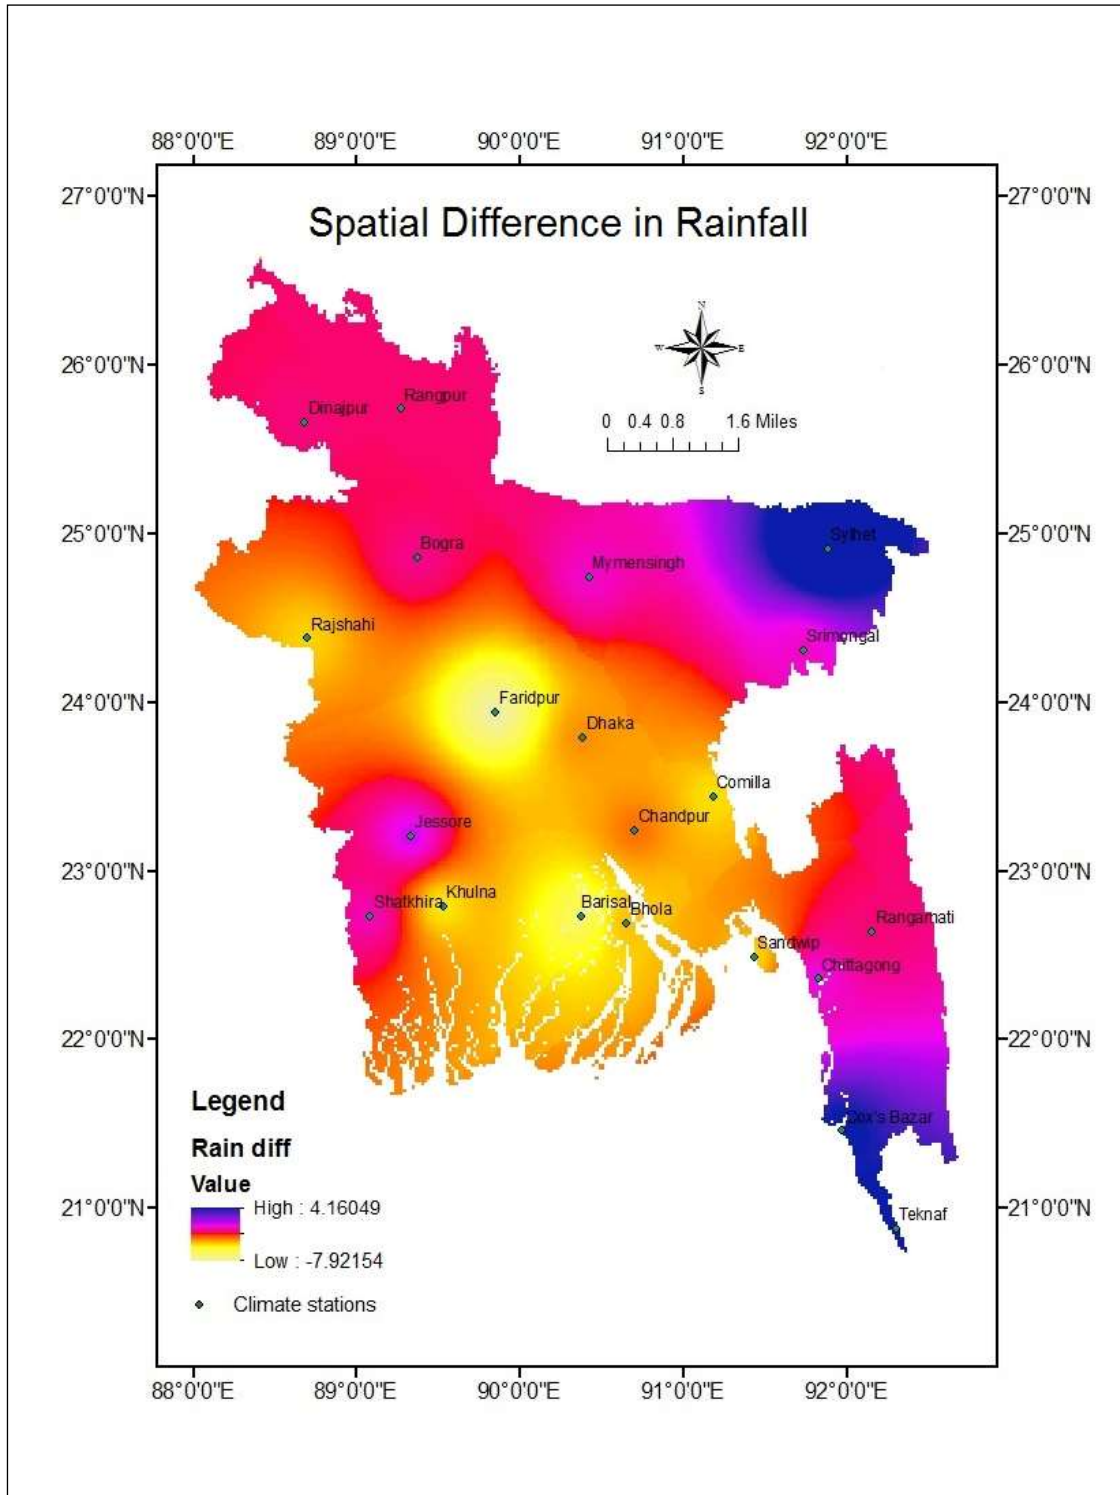 88°0'0"E 89°0'0"E 90°0'0"E 91°0'0"E 92°0'0"E
27°0'0"N 27°0'0"N
Spatial Difference in Rainfall
N
W E
S
26°0'0"N 26°0'0"N
Rangpur
Dinajpur
0 0.4 0.8 1.6 Miles
25°0'0"N 25°0'0"N
Sylhet
Bogra
Mymensingh
Rajshahi
Srimongal
24°0'0"N 24°0'0"N
Faridpur
Dhaka
Comilla
Chandpur
Jessore
23°0'0"N 23°0'0"N
Khulna
Shatkhira
Barisal
Bhola
Rangamati
Sandwip
Chittagong
22°0'0"N 22°0'0"N
Cox's Bazar
21°0'0"N 21°0'0"N
Teknaf
Legend
Rain diff
Value
High : 4.16049
Low : -7.92154
Climate stations
88°0'0"E 89°0'0"E 90°0'0"E 91°0'0"E 92°0'0"E